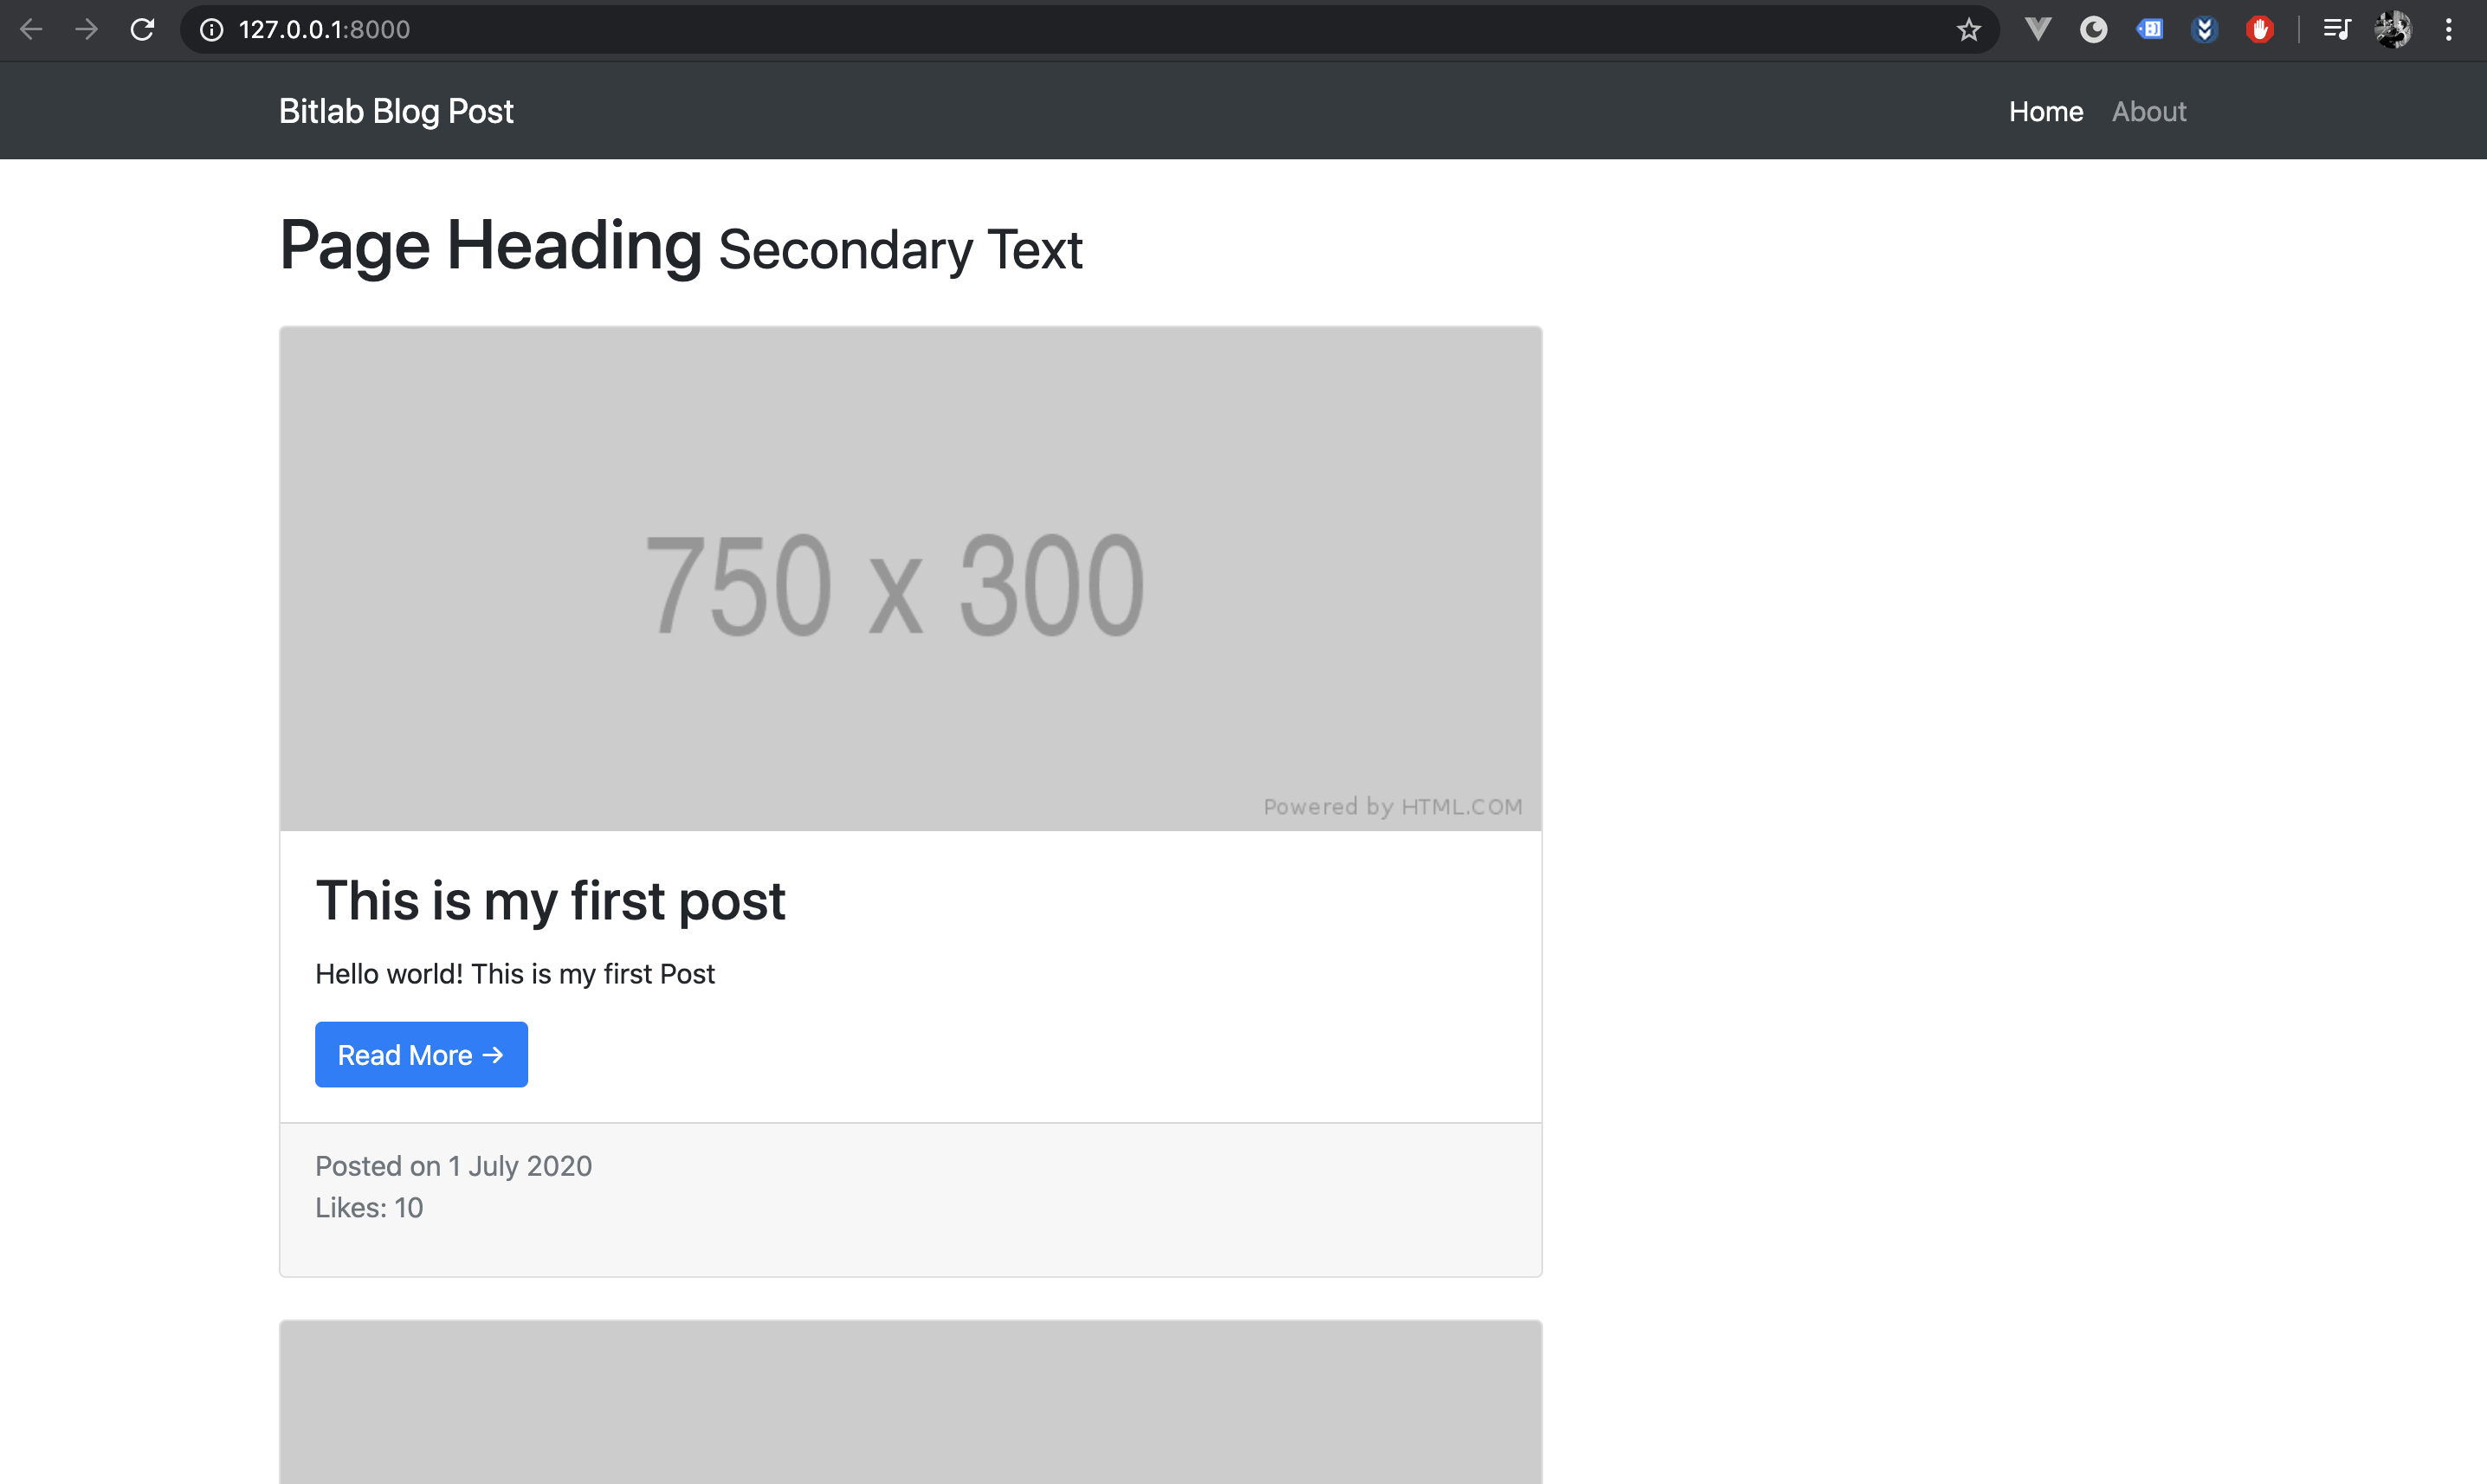 127.0.0.1:8000
Bitlab Blog Post
Home About
Page Heading Secondary Text
750 x 300
Powered by HTML.COM
This is my first post
Hello world! This is my first Post
Read More →
Posted on 1 July 2020
Likes: 10